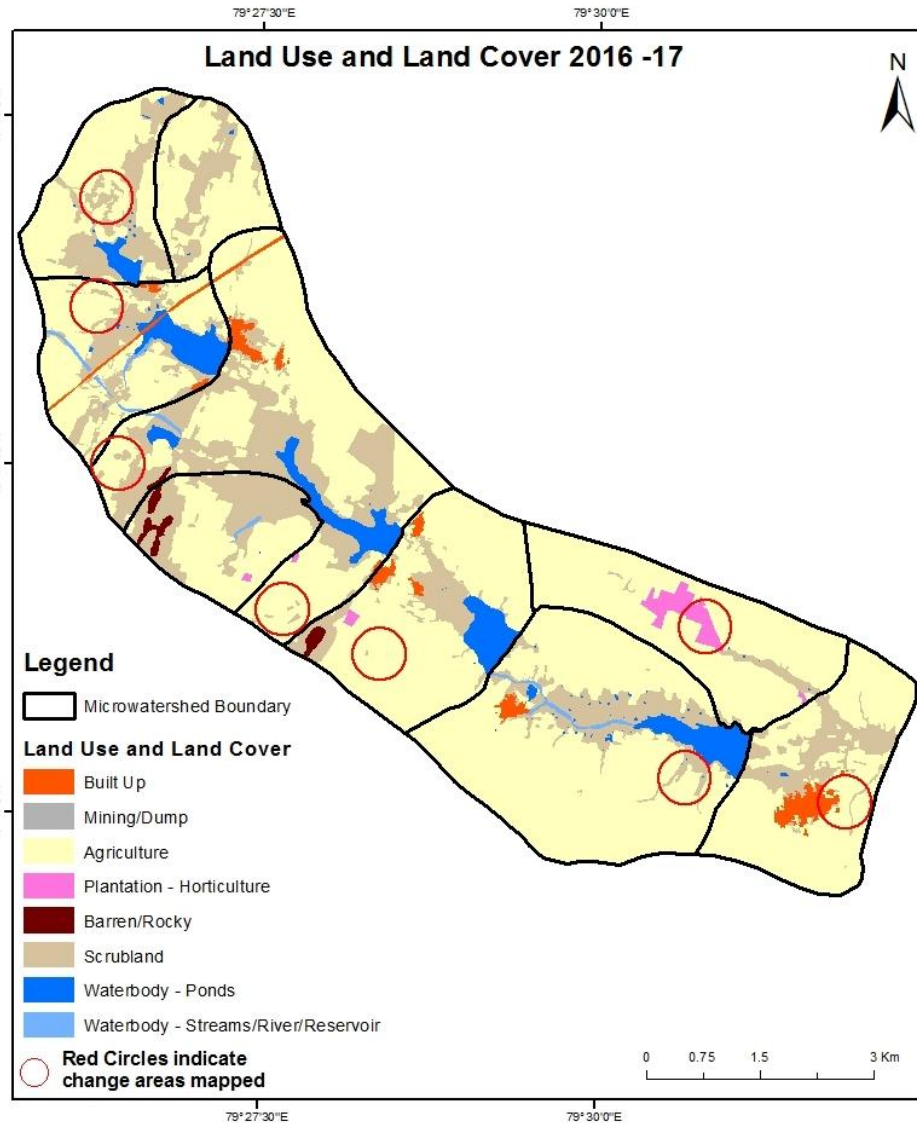 79°27'30"E 79°30'0"E
Land Use and Land Cover 2016 -17
N
Legend
Microwatershed Boundary
Land Use and Land Cover
Built Up
Mining/Dump
Agriculture
Plantation - Horticulture
Barren/Rocky
Scrubland
Waterbody - Ponds
Waterbody - Streams/River/Reservoir
Red Circles indicate
change areas mapped
0 0.75 1.5 3 Km
79°27'30"E 79°30'0"E